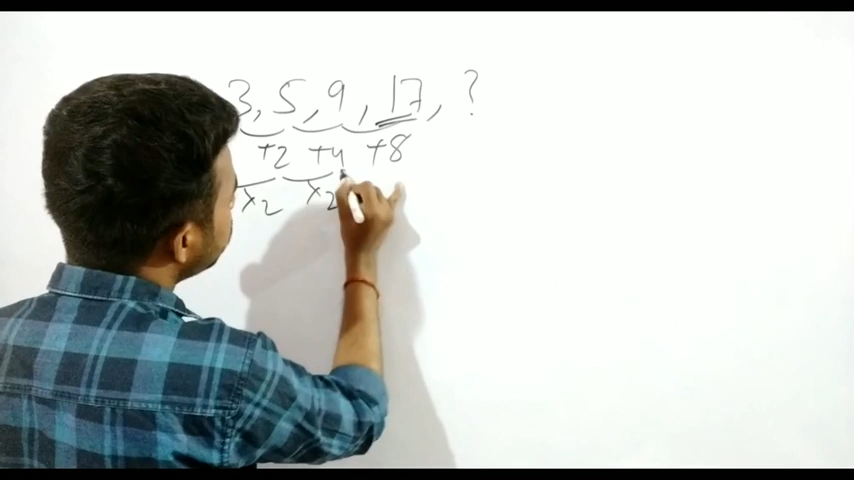 3, 5, 9, 17, ?
+2 +4 +8
×2 ×2